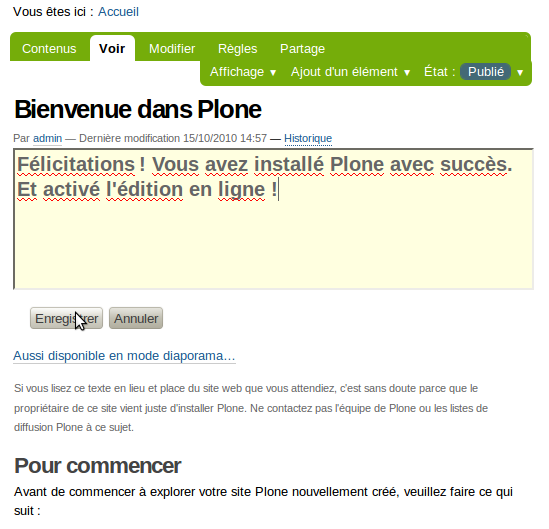 Vous êtes ici : Accueil
Contenus Voir Modifier Règles Partage
Affichage ▼ Ajout d'un élément ▼ État : Publié ▼
Bienvenue dans Plone
Par admin — Dernière modification 15/10/2010 14:57 — Historique
Félicitations ! Vous avez installé Plone avec succès.
Et activé l'édition en ligne !
Enregistrer Annuler
Aussi disponible en mode diaporama…
Si vous lisez ce texte en lieu et place du site web que vous attendiez, c'est sans doute parce que le
propriétaire de ce site vient juste d'installer Plone. Ne contactez pas l'équipe de Plone ou les listes de
diffusion Plone à ce sujet.
Pour commencer
Avant de commencer à explorer votre site Plone nouvellement créé, veuillez faire ce qui
suit :